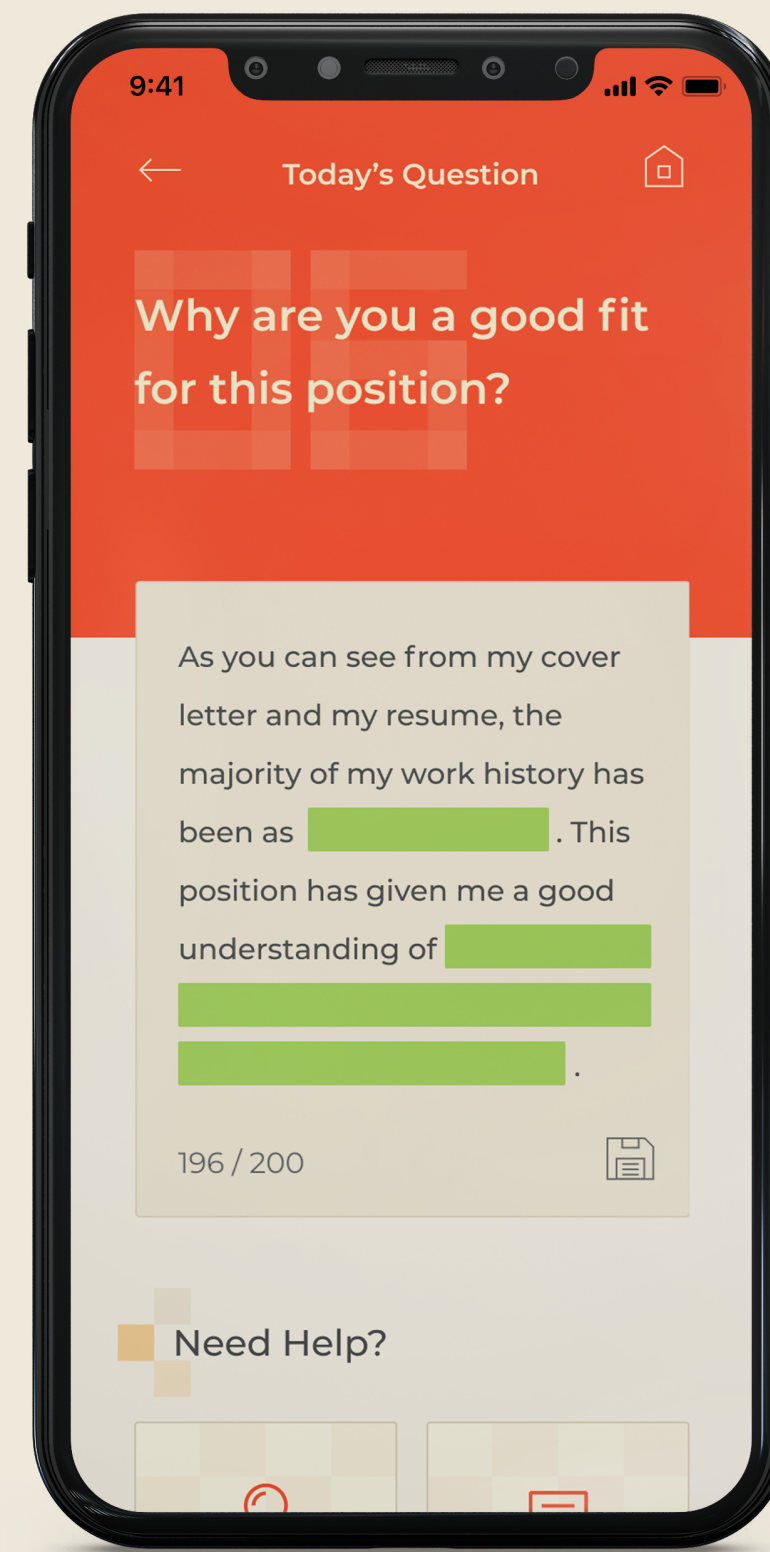 9:41
Today's Question
06
Why are you a good fit
for this position?
As you can see from my cover
letter and my resume, the
majority of my work history has
been as . This
position has given me a good
understanding of
.
196 / 200
Need Help?